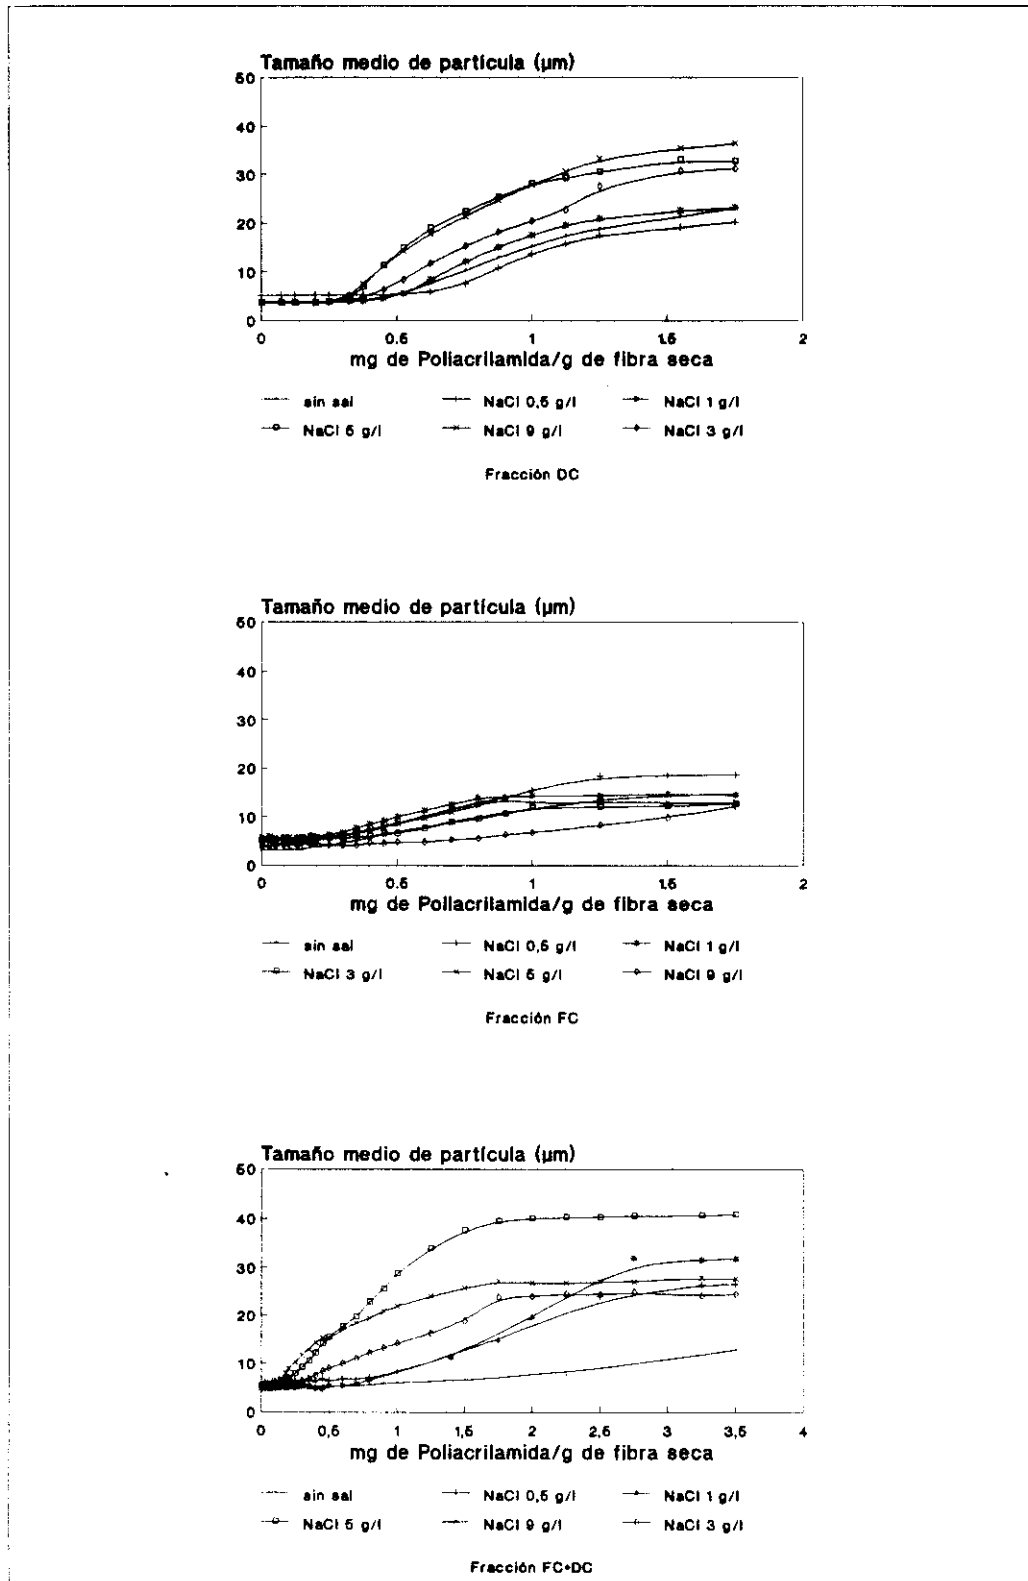 Tamaño medio de partícula (µm)
50
40
30
20
10
0
0 0.5 1 1.5 2
mg de Poliacrilamida/g de fibra seca
sin sal NaCl 0,5 g/l NaCl 1 g/l
NaCl 5 g/l NaCl 9 g/l NaCl 3 g/l
Fracción DC
Tamaño medio de partícula (µm)
50
40
30
20
10
0
0 0.5 1 1.5 2
mg de Poliacrilamida/g de fibra seca
sin sal NaCl 0,5 g/l NaCl 1 g/l
NaCl 3 g/l NaCl 5 g/l NaCl 9 g/l
Fracción FC
Tamaño medio de partícula (µm)
50
40
30
20
10
0
0 0,5 1 1,5 2 2,5 3 3,5 4
mg de Poliacrilamida/g de fibra seca
sin sal NaCl 0,5 g/l NaCl 1 g/l
NaCl 5 g/l NaCl 9 g/l NaCl 3 g/l
Fracción FC+DC